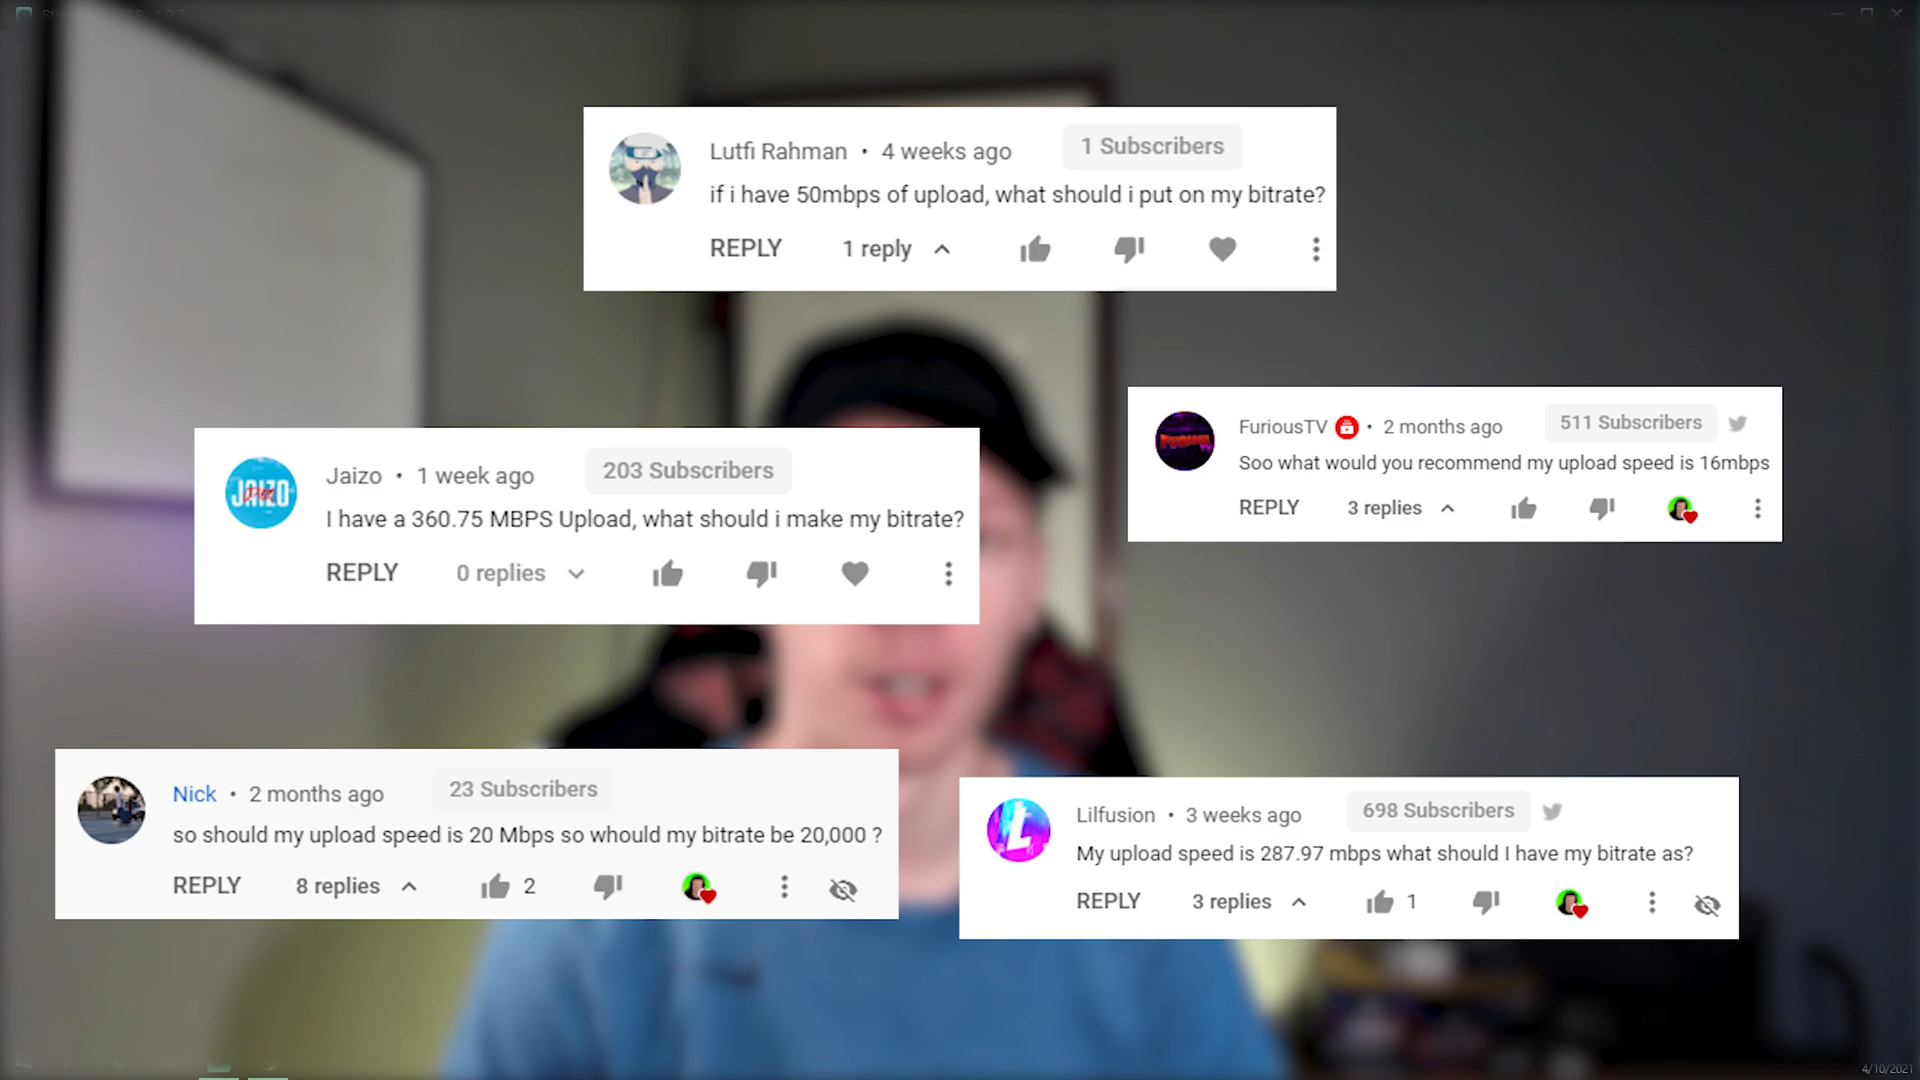 Lutfi Rahman • 4 weeks ago 1 Subscribers
if i have 50mbps of upload, what should i put on my bitrate?
REPLY 1 reply
FuriousTV • 2 months ago 511 Subscribers
Soo what would you recommend my upload speed is 16mbps
REPLY 3 replies
JAIZO
Jaizo • 1 week ago 203 Subscribers
I have a 360.75 MBPS Upload, what should i make my bitrate?
REPLY 0 replies
Nick • 2 months ago 23 Subscribers
so should my upload speed is 20 Mbps so whould my bitrate be 20,000 ?
REPLY 8 replies 2
L
Lilfusion • 3 weeks ago 698 Subscribers
My upload speed is 287.97 mbps what should I have my bitrate as?
REPLY 3 replies 1
4/10/2021